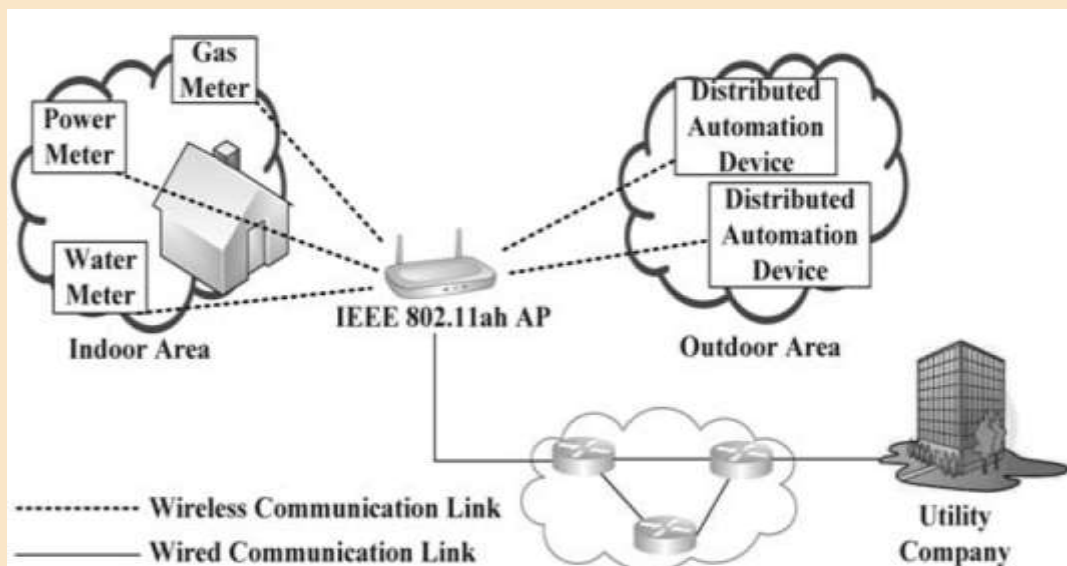 Gas
Meter
Power
Meter
Water
Meter
Indoor Area
IEEE 802.11ah AP
Distributed
Automation
Device
Distributed
Automation
Device
Outdoor Area
Wireless Communication Link
Wired Communication Link
Utility
Company